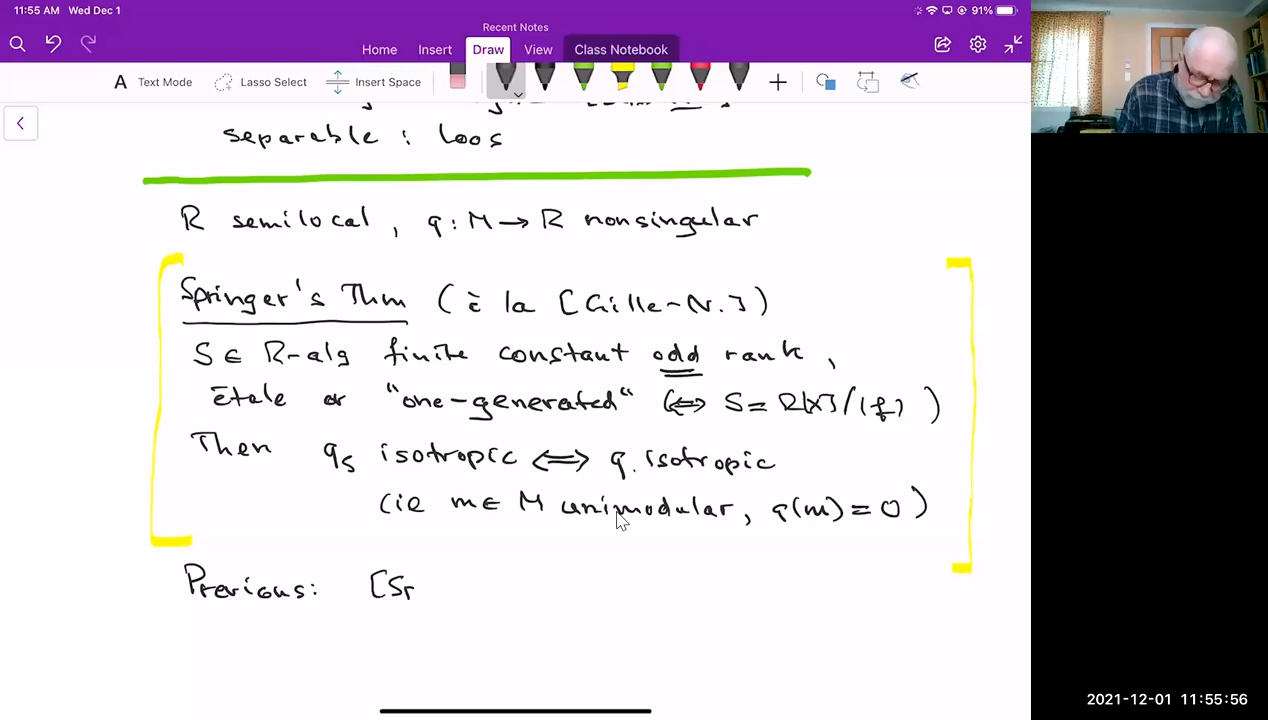 11:55 AM Wed Dec 1
91%
Recent Notes
Home Insert Draw View Class Notebook
Text Mode Lasso Select Insert Space
separable : loos
R semilocal, q : M → R nonsingular
Springer's Thm (à la [Gille-N.])
S ∈ R-alg finite constant odd rank,
étale or "one-generated" (⇔ S = R[X]/(f) )
Then q_S isotropic ⇔ q isotropic
(ie m ∈ M unimodular, q(m) = 0)
Previous: [Sp
2021-12-01 11:55:56